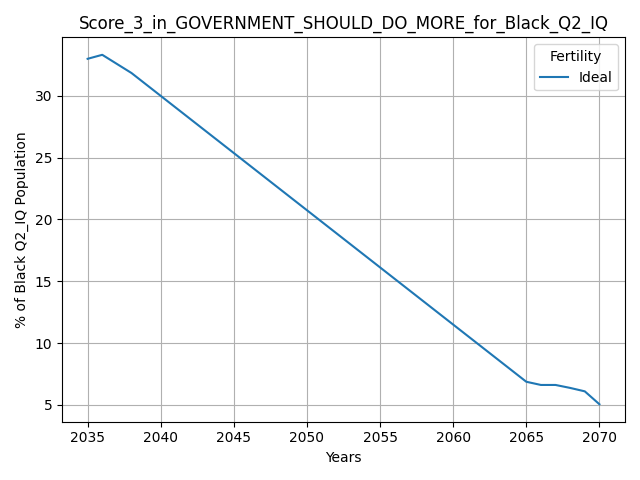 Score_3_in_GOVERNMENT_SHOULD_DO_MORE_for_Black_Q2_IQ
Fertility
Ideal
% of Black Q2_IQ Population
30
25
20
15
10
5
2035 2040 2045 2050 2055 2060 2065 2070
Years